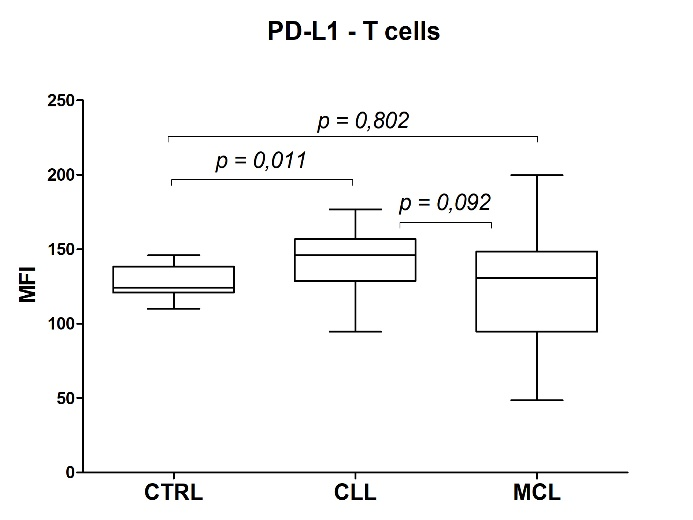 PD-L1 - T cells
250
p = 0,802
p = 0,011
200
p = 0,092
150
MFI
100
50
0
CTRL CLL MCL